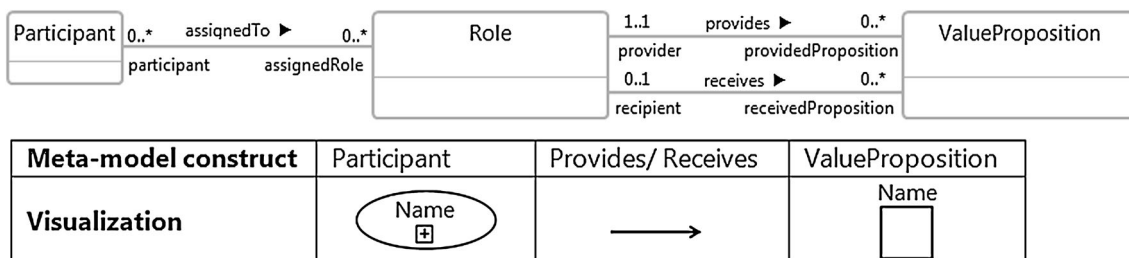 Participant 0..* assignedTo ► 0..* Role 1..1 provides ► 0..* ValueProposition
participant assignedRole provider providedProposition
0..1 receives ► 0..*
recipient receivedProposition
Meta-model construct Participant Provides/ Receives ValueProposition
Visualization Name Name